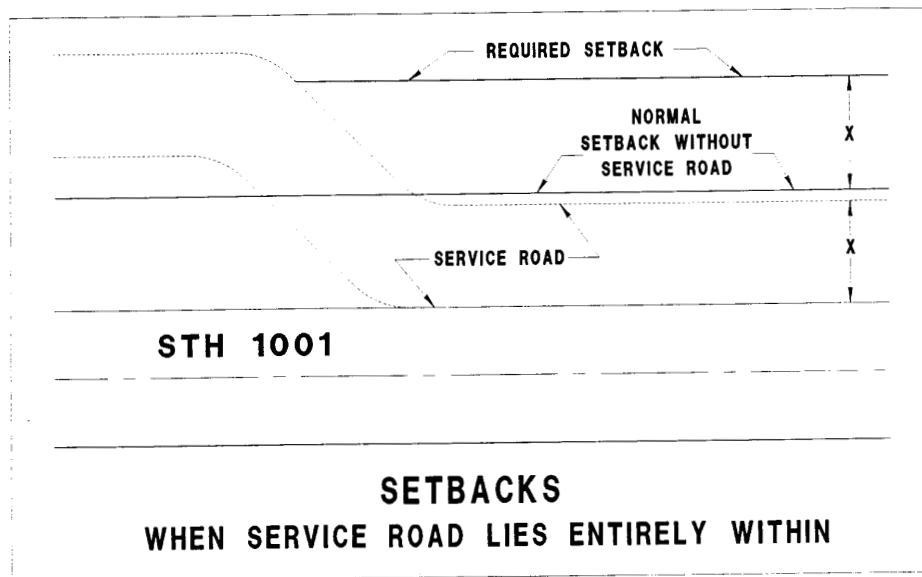 REQUIRED SETBACK
NORMAL
SETBACK WITHOUT
SERVICE ROAD
X
X
SERVICE ROAD
STH 1001
SETBACKS
WHEN SERVICE ROAD LIES ENTIRELY WITHIN